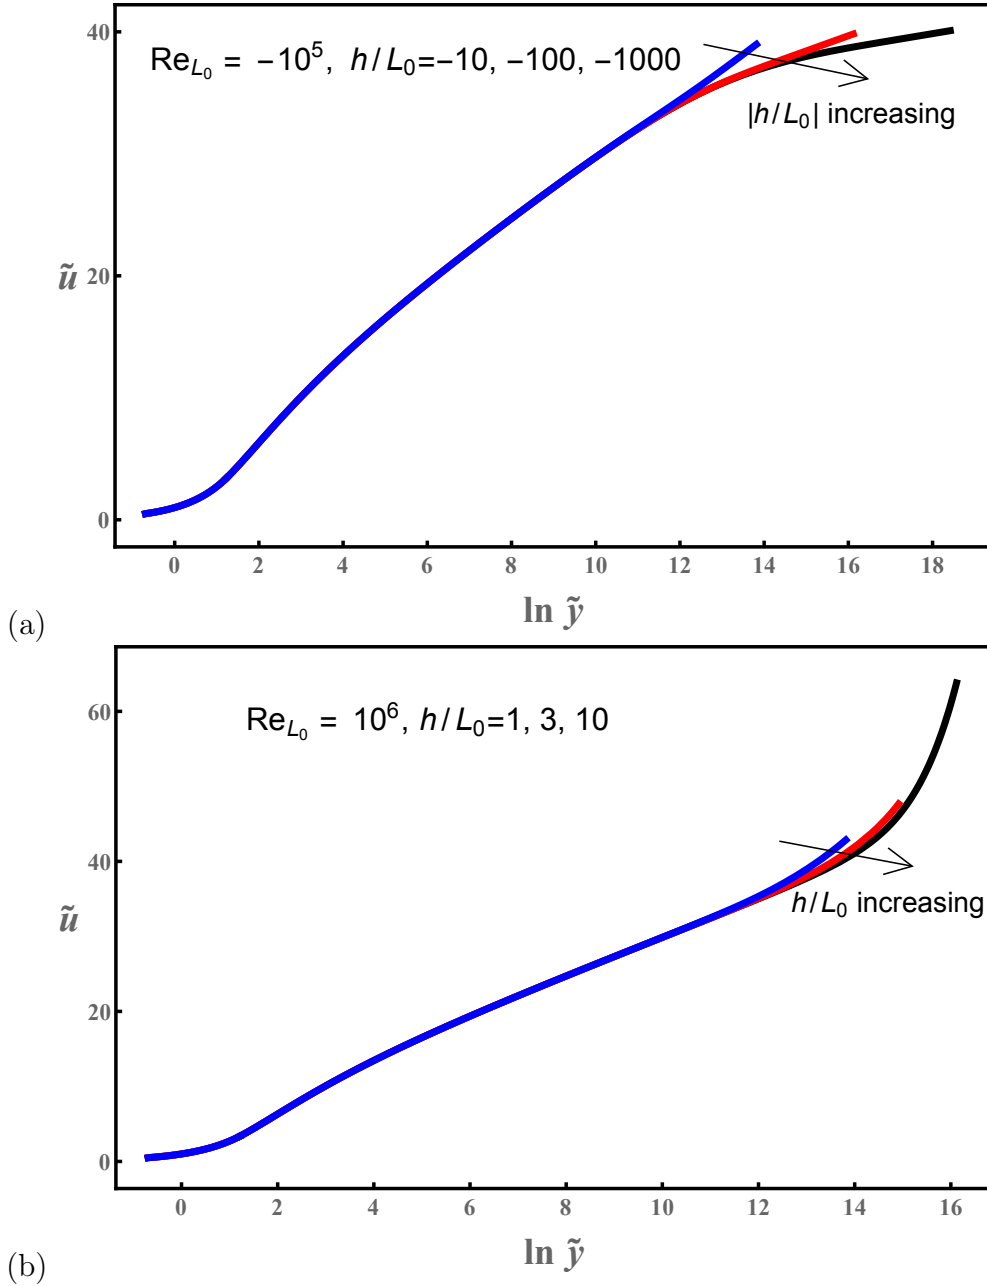 40
Re_{L_0} = −10^5, h/L_0=−10, −100, −1000
|h/L_0| increasing
ũ 20
0
0 2 4 6 8 10 12 14 16 18
ln ỹ
(a)
60
Re_{L_0} = 10^6, h/L_0=1, 3, 10
40
h/L_0 increasing
ũ
20
0
0 2 4 6 8 10 12 14 16
ln ỹ
(b)